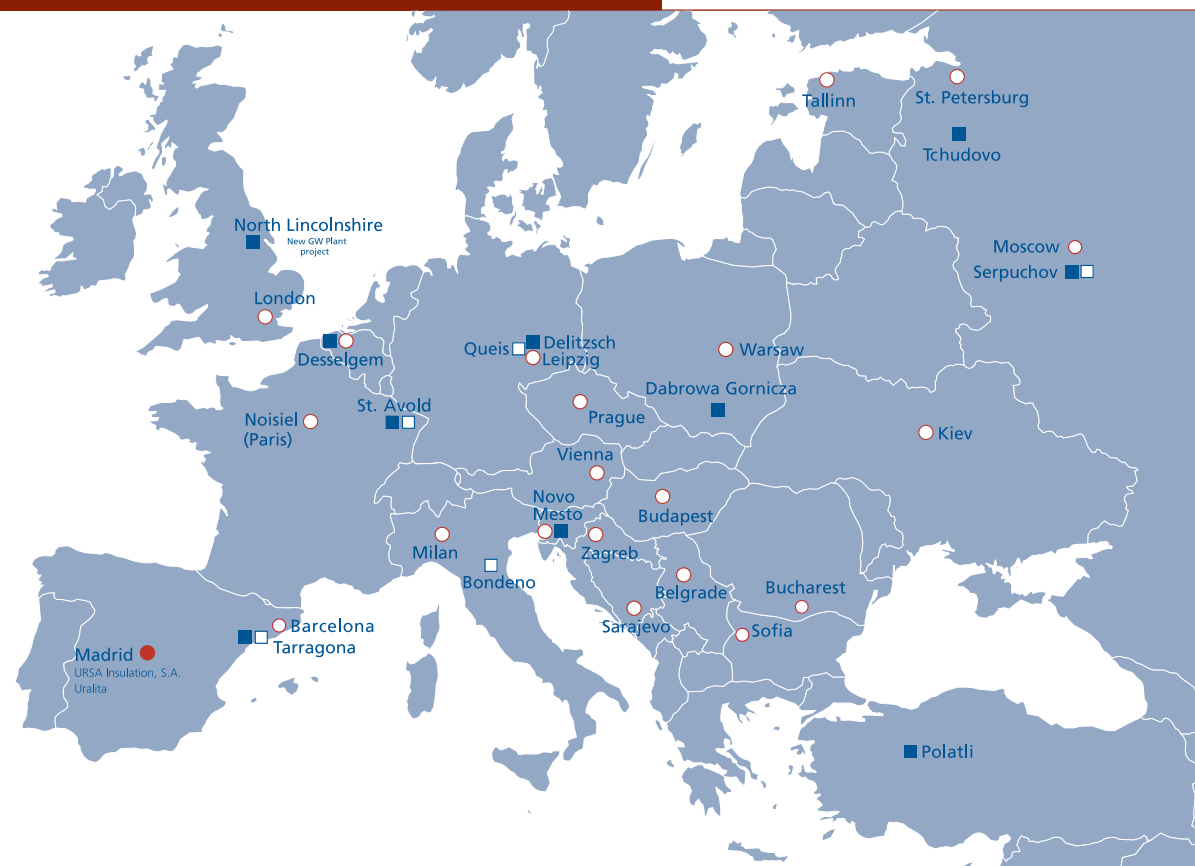 Tallinn
St. Petersburg
Tchudovo
North Lincolnshire
New GW Plant
project
Moscow
Serpuchov
London
Desselgem
Queis
Delitzsch
Leipzig
Warsaw
Dabrowa Gornicza
St. Avold
Noisiel
(Paris)
Prague
Kiev
Vienna
Novo
Mesto
Budapest
Milan
Zagreb
Bondeno
Belgrade
Bucharest
Sarajevo
Sofia
Barcelona
Tarragona
Madrid
URSA Insulation, S.A.
Uralita
Polatli